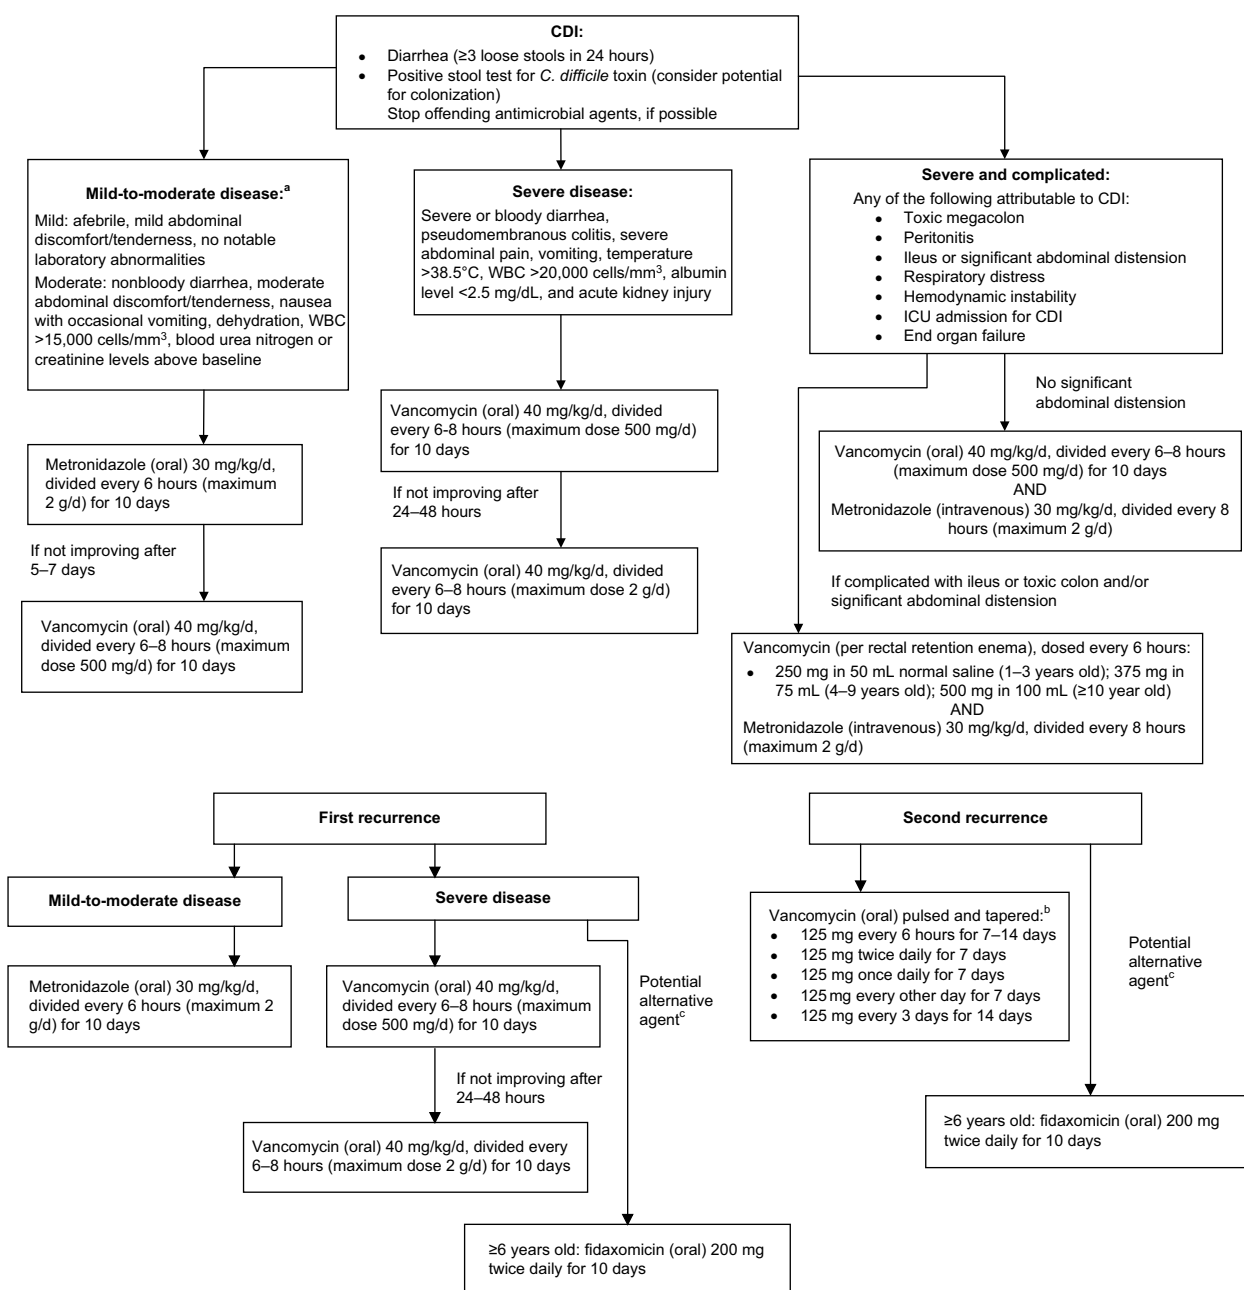 CDI:
• Diarrhea (≥3 loose stools in 24 hours)
• Positive stool test for C. difficile toxin (consider potential
for colonization)
Stop offending antimicrobial agents, if possible
Mild-to-moderate disease:a
Mild: afebrile, mild abdominal
discomfort/tenderness, no notable
laboratory abnormalities
Moderate: nonbloody diarrhea, moderate
abdominal discomfort/tenderness, nausea
with occasional vomiting, dehydration, WBC
>15,000 cells/mm3, blood urea nitrogen or
creatinine levels above baseline
Metronidazole (oral) 30 mg/kg/d,
divided every 6 hours (maximum
2 g/d) for 10 days
If not improving after
5–7 days
Vancomycin (oral) 40 mg/kg/d,
divided every 6–8 hours (maximum
dose 500 mg/d) for 10 days
Severe disease:
Severe or bloody diarrhea,
pseudomembranous colitis, severe
abdominal pain, vomiting, temperature
>38.5°C, WBC >20,000 cells/mm3, albumin
level <2.5 mg/dL, and acute kidney injury
Vancomycin (oral) 40 mg/kg/d, divided
every 6-8 hours (maximum dose 500 mg/d)
for 10 days
If not improving after
24–48 hours
Vancomycin (oral) 40 mg/kg/d, divided
every 6–8 hours (maximum dose 2 g/d)
for 10 days
Severe and complicated:
Any of the following attributable to CDI:
• Toxic megacolon
• Peritonitis
• Ileus or significant abdominal distension
• Respiratory distress
• Hemodynamic instability
• ICU admission for CDI
• End organ failure
No significant
abdominal distension
Vancomycin (oral) 40 mg/kg/d, divided every 6–8 hours
(maximum dose 500 mg/d) for 10 days
AND
Metronidazole (intravenous) 30 mg/kg/d, divided every 8
hours (maximum 2 g/d)
If complicated with ileus or toxic colon and/or
significant abdominal distension
Vancomycin (per rectal retention enema), dosed every 6 hours:
• 250 mg in 50 mL normal saline (1–3 years old); 375 mg in
75 mL (4–9 years old); 500 mg in 100 mL (≥10 year old)
AND
Metronidazole (intravenous) 30 mg/kg/d, divided every 8 hours
(maximum 2 g/d)
First recurrence
Mild-to-moderate disease
Metronidazole (oral) 30 mg/kg/d,
divided every 6 hours (maximum 2
g/d) for 10 days
Severe disease
Vancomycin (oral) 40 mg/kg/d,
divided every 6–8 hours (maximum
dose 500 mg/d) for 10 days
If not improving after
24–48 hours
Vancomycin (oral) 40 mg/kg/d, divided every
6–8 hours (maximum dose 2 g/d) for 10 days
Potential
alternative
agentc
≥6 years old: fidaxomicin (oral) 200 mg
twice daily for 10 days
Second recurrence
Vancomycin (oral) pulsed and tapered:b
• 125 mg every 6 hours for 7–14 days
• 125 mg twice daily for 7 days
• 125 mg once daily for 7 days
• 125 mg every other day for 7 days
• 125 mg every 3 days for 14 days
Potential
alternative
agentc
≥6 years old: fidaxomicin (oral) 200 mg
twice daily for 10 days